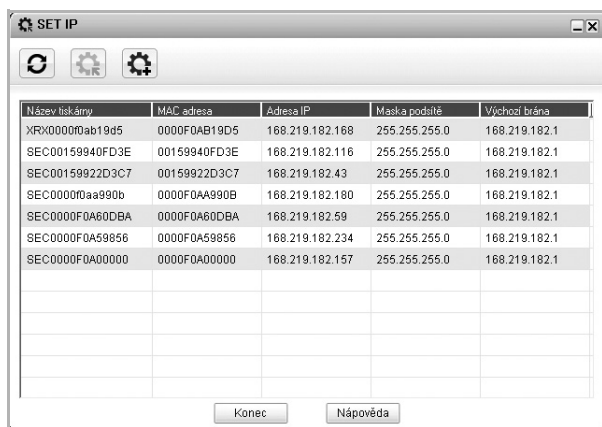 SET IP
Název tiskárny MAC adresa Adresa IP Maska podsítě Výchozí brána
XRX0000f0ab19d5 0000F0AB19D5 168.219.182.168 255.255.255.0 168.219.182.1
SEC00159940FD3E 00159940FD3E 168.219.182.116 255.255.255.0 168.219.182.1
SEC00159922D3C7 00159922D3C7 168.219.182.43 255.255.255.0 168.219.182.1
SEC0000f0aa990b 0000F0AA990B 168.219.182.180 255.255.255.0 168.219.182.1
SEC0000F0A60DBA 0000F0A60DBA 168.219.182.59 255.255.255.0 168.219.182.1
SEC0000F0A59856 0000F0A59856 168.219.182.234 255.255.255.0 168.219.182.1
SEC0000F0A00000 0000F0A00000 168.219.182.157 255.255.255.0 168.219.182.1
Konec Nápověda